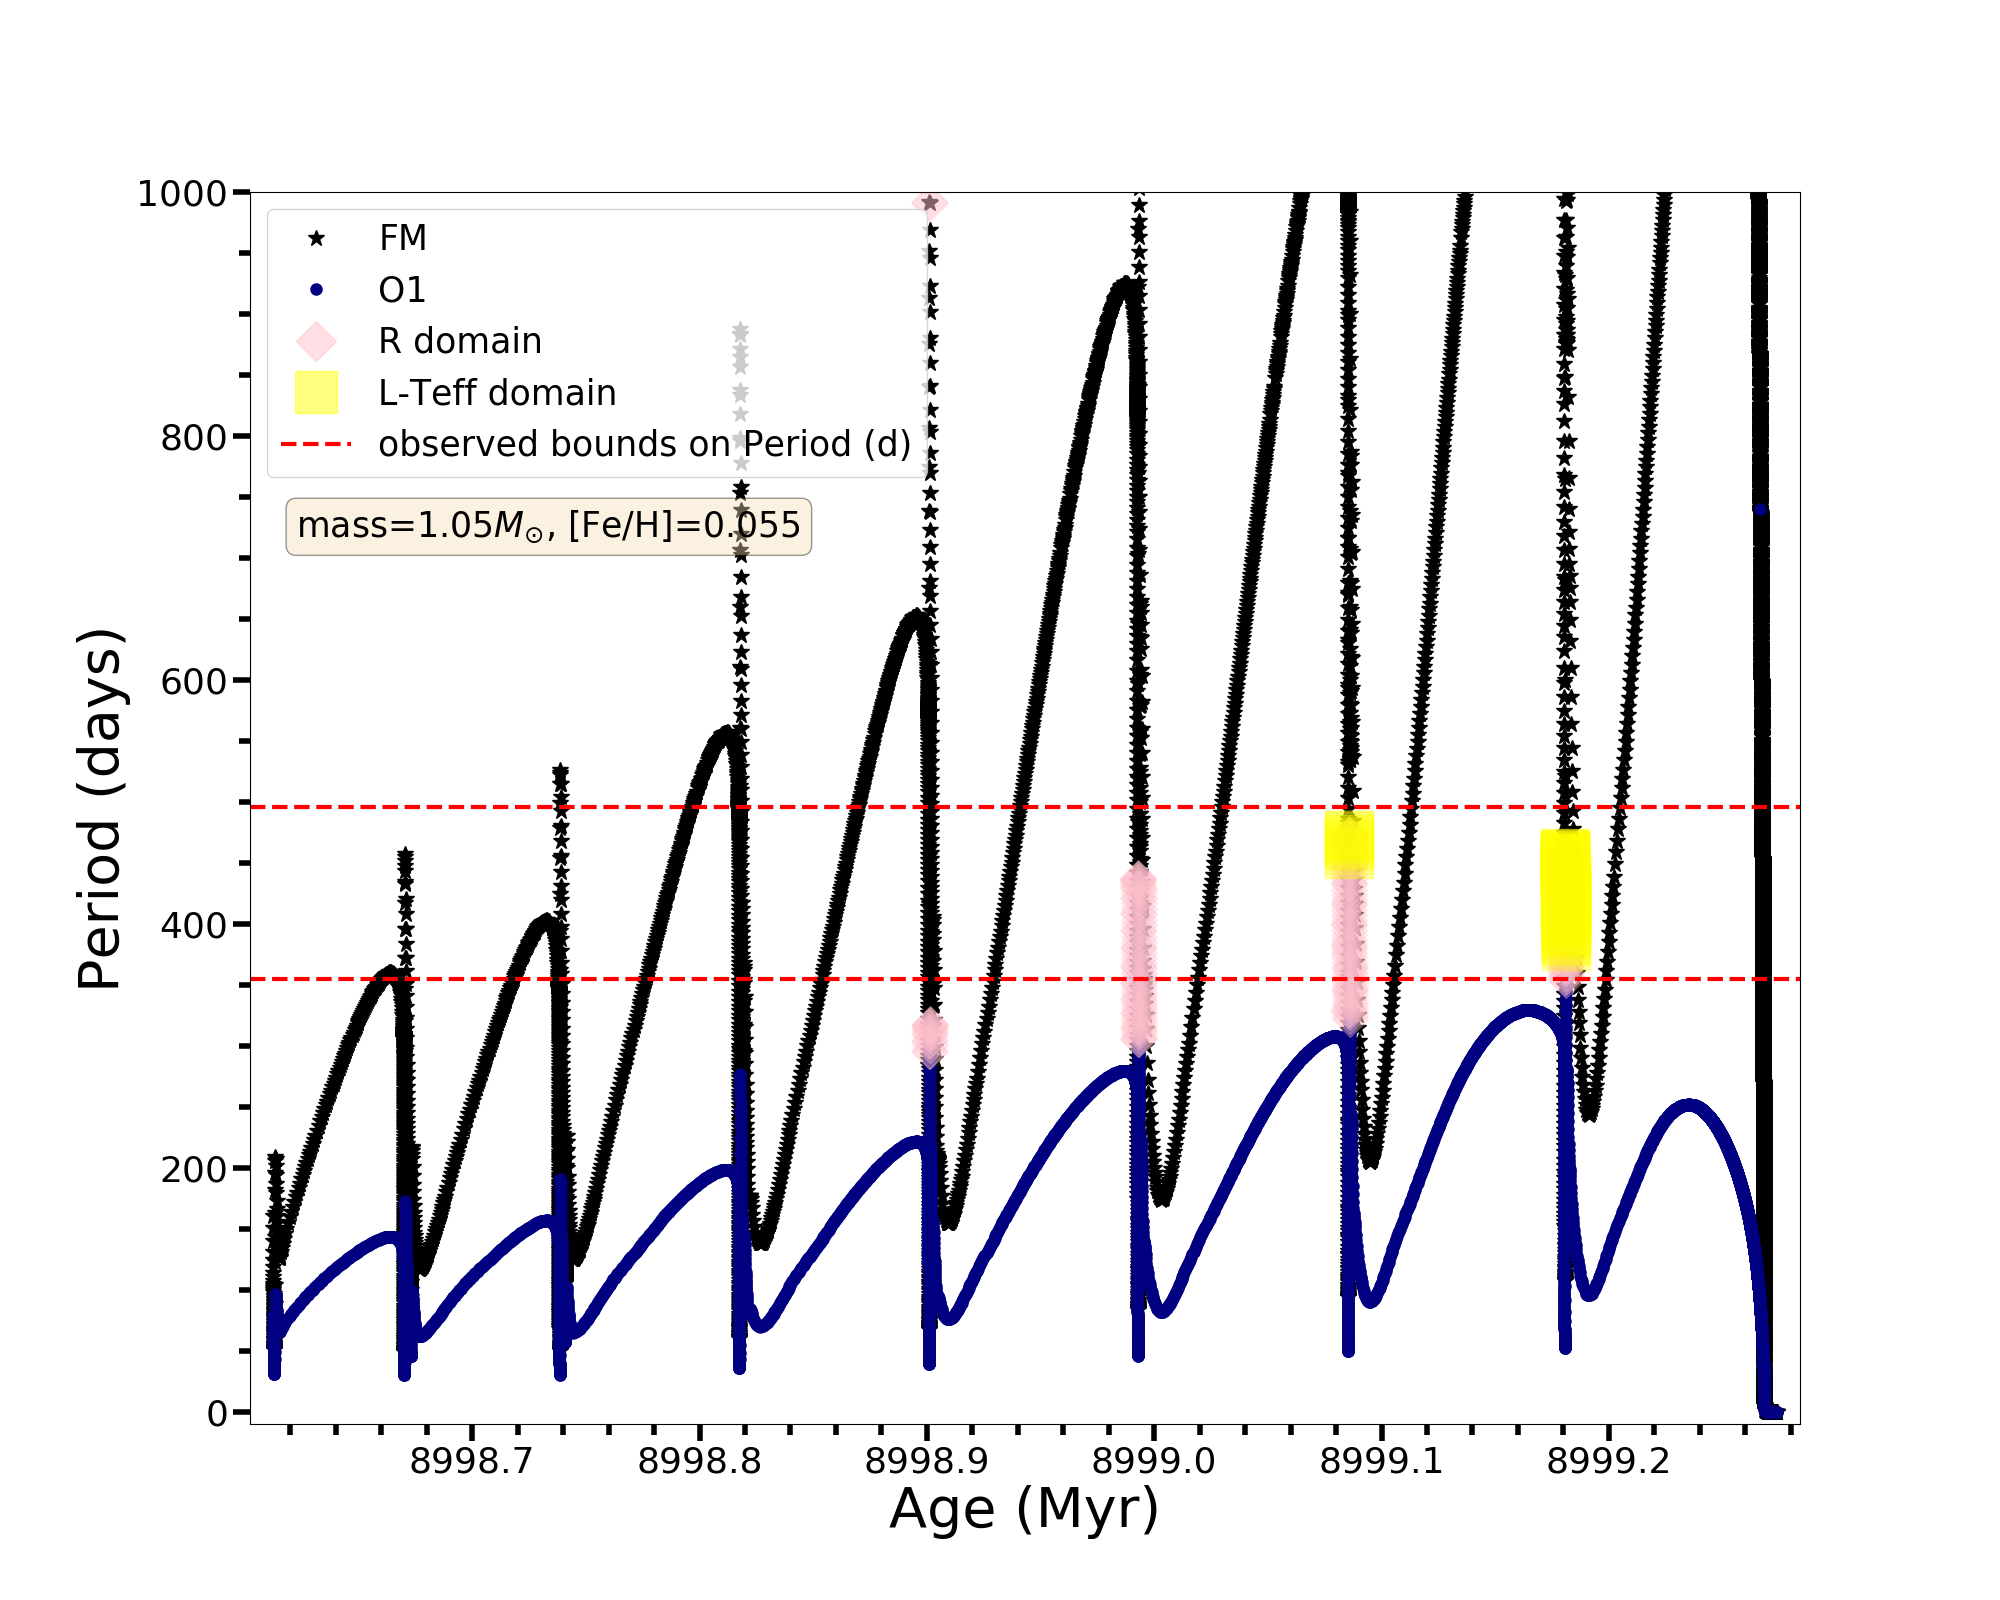 1000
800
600
400
200
0
Period (days)
FM
O1
R domain
L-Teff domain
observed bounds on Period (d)
mass=1.05M⊙, [Fe/H]=0.055
8998.7 8998.8 8998.9 8999.0 8999.1 8999.2
Age (Myr)